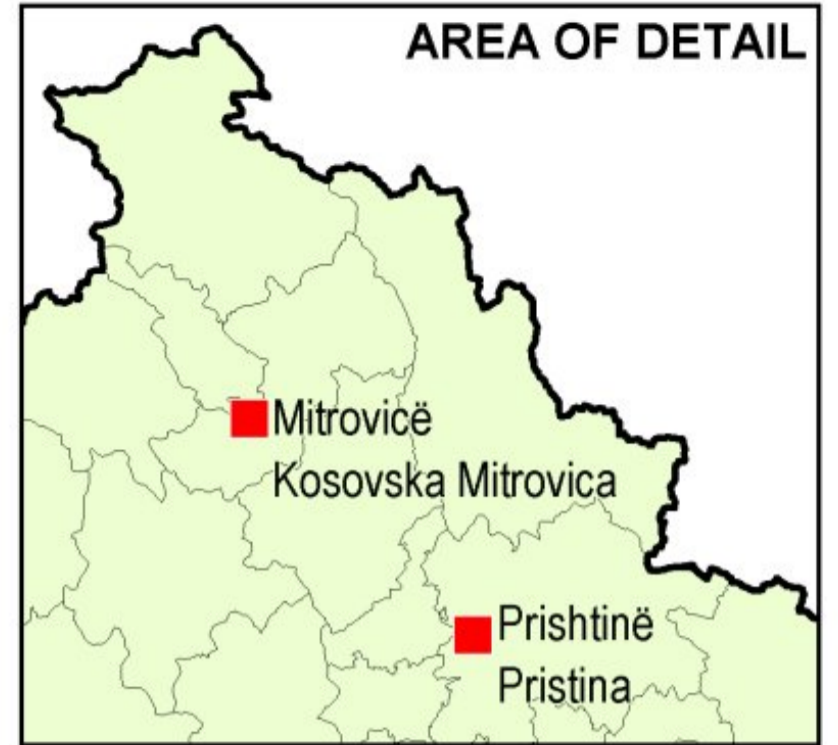 AREA OF DETAIL
Mitrovicë
Kosovska Mitrovica
Prishtinë
Pristina